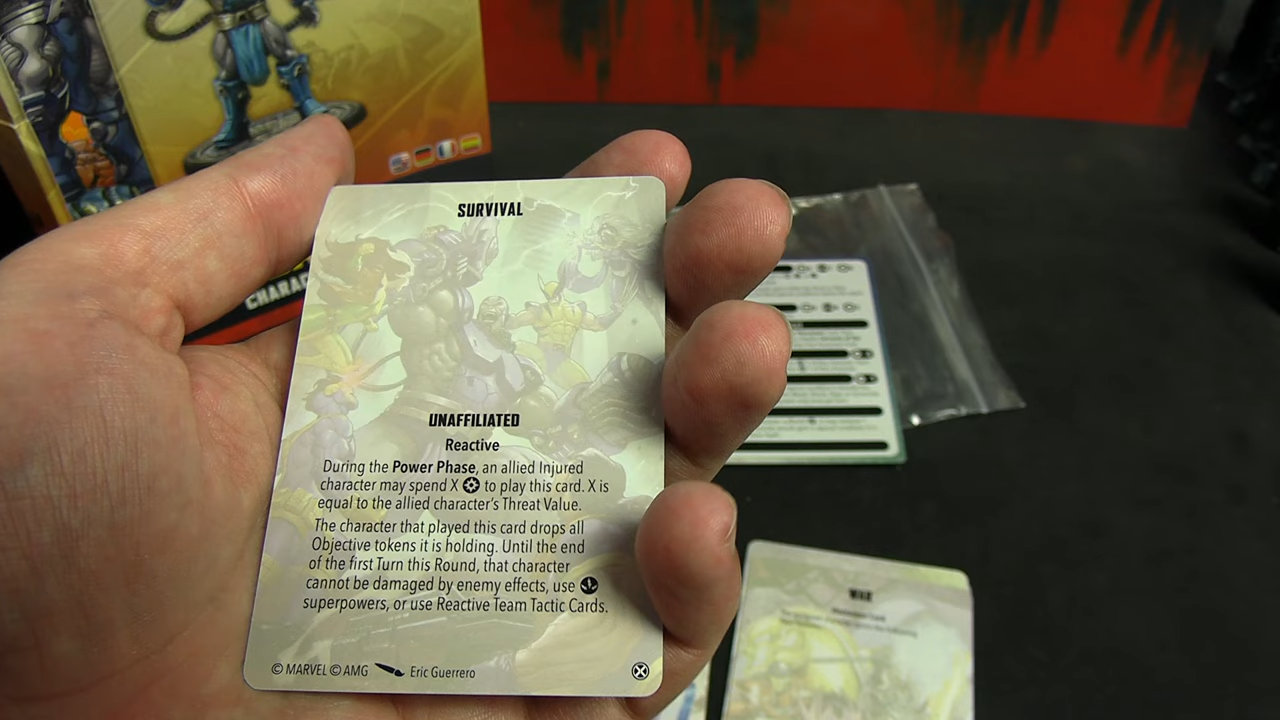 SURVIVAL
UNAFFILIATED
Reactive
During the Power Phase, an allied Injured
character may spend X to play this card. X is
equal to the allied character's Threat Value.
The character that played this card drops all
Objective tokens it is holding. Until the end
of the first Turn this Round, that character
cannot be damaged by enemy effects, use
superpowers, or use Reactive Team Tactic Cards.
© MARVEL © AMG Eric Guerrero
CHARA
WAR